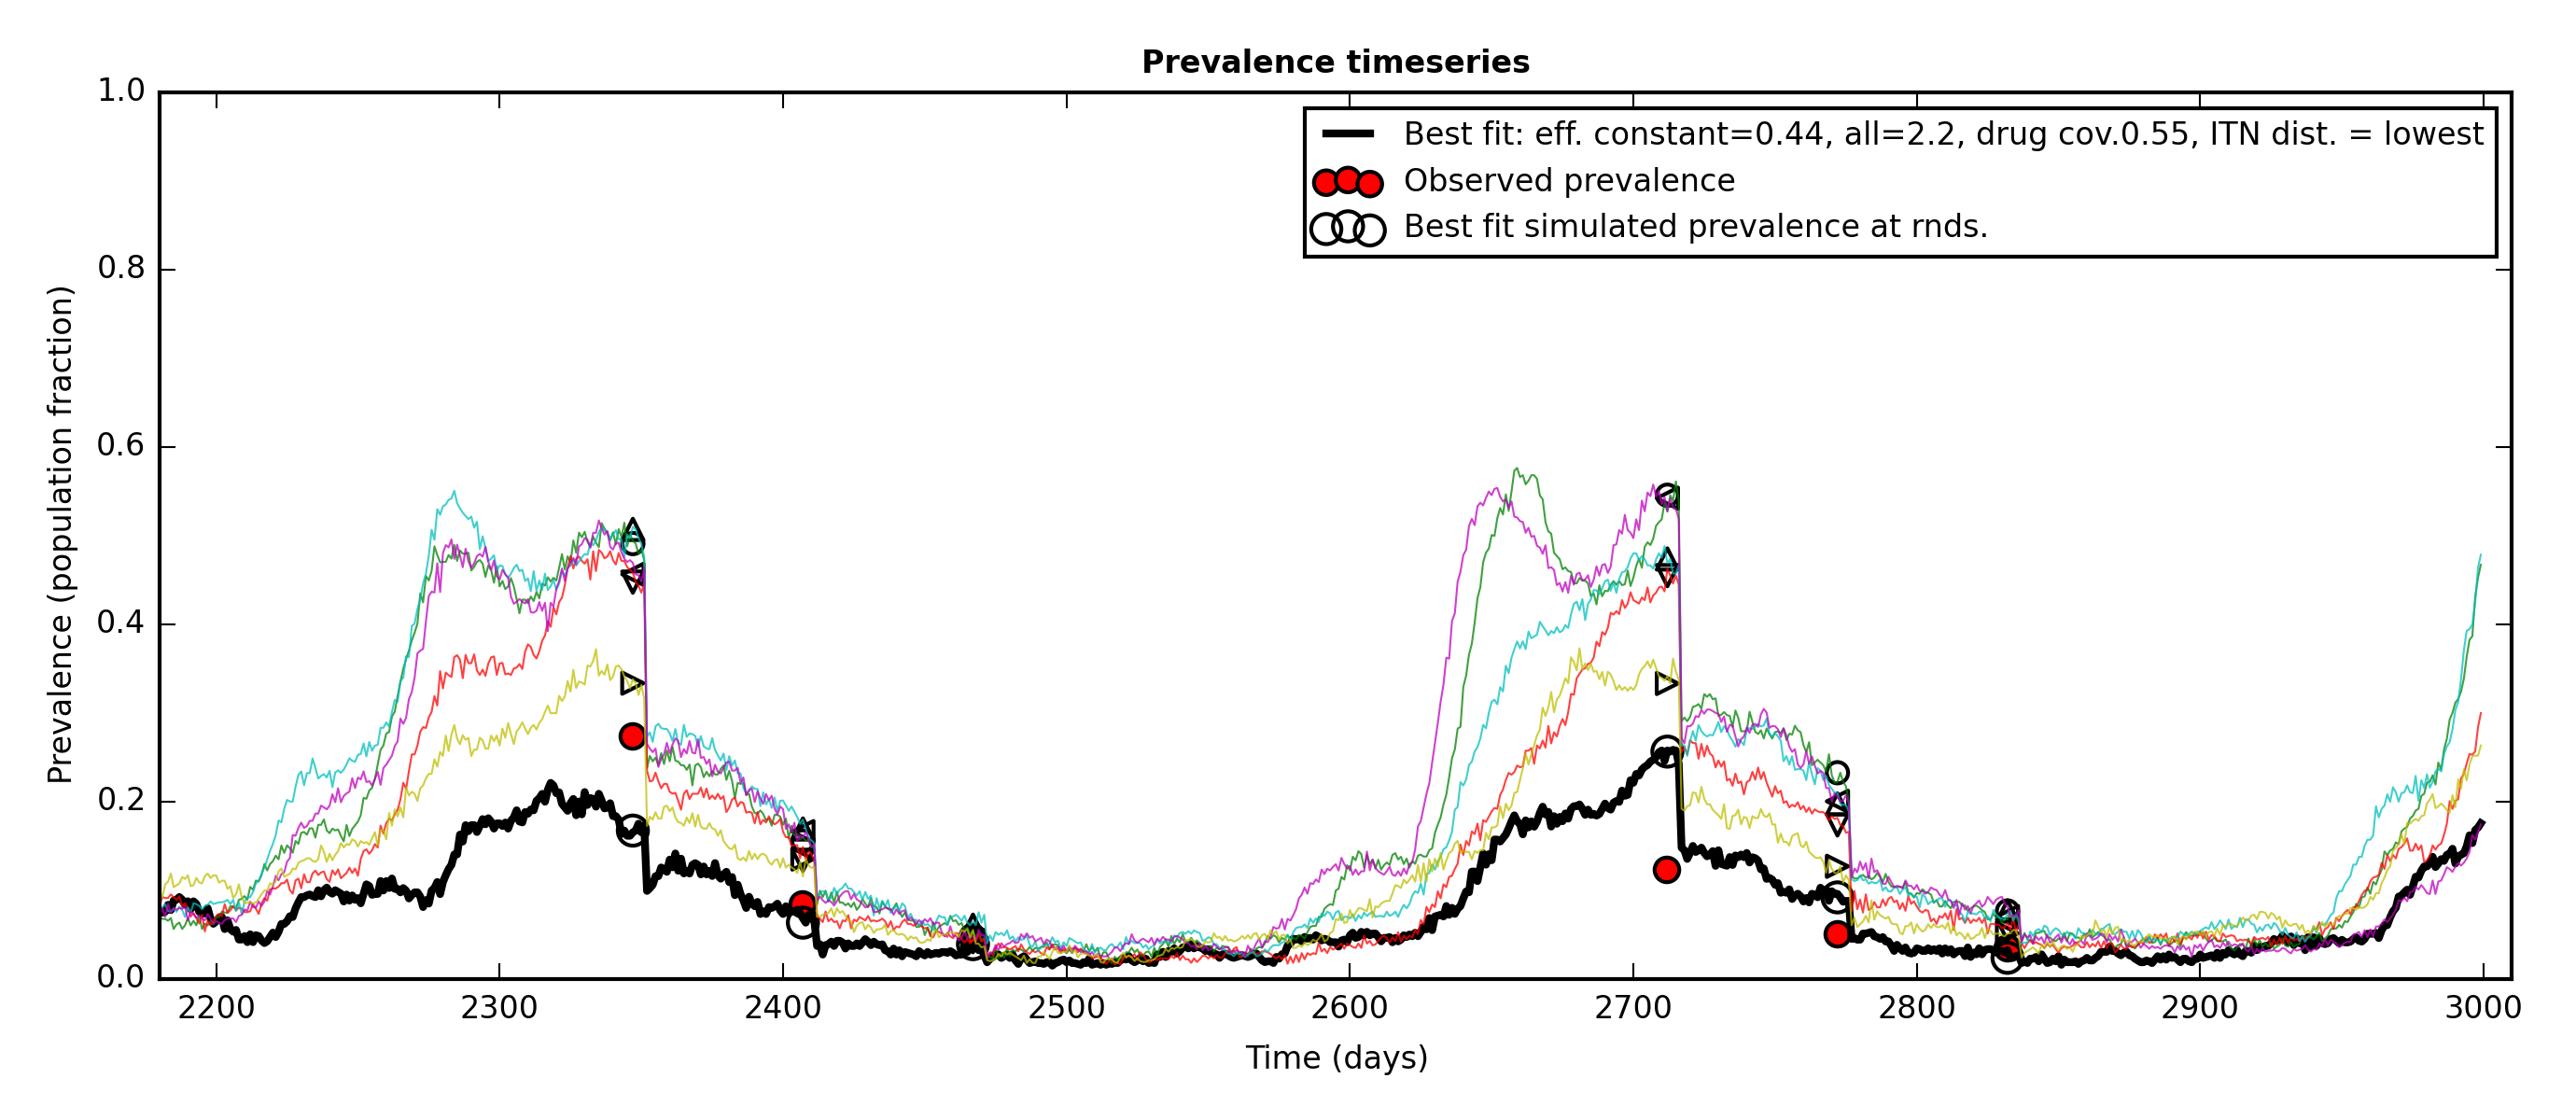 Prevalence timeseries
1.0
0.8
0.6
0.4
0.2
0.0
Prevalence (population fraction)
Best fit: eff. constant=0.44, all=2.2, drug cov.0.55, ITN dist. = lowest
Observed prevalence
Best fit simulated prevalence at rnds.
2200 2300 2400 2500 2600 2700 2800 2900 3000
Time (days)